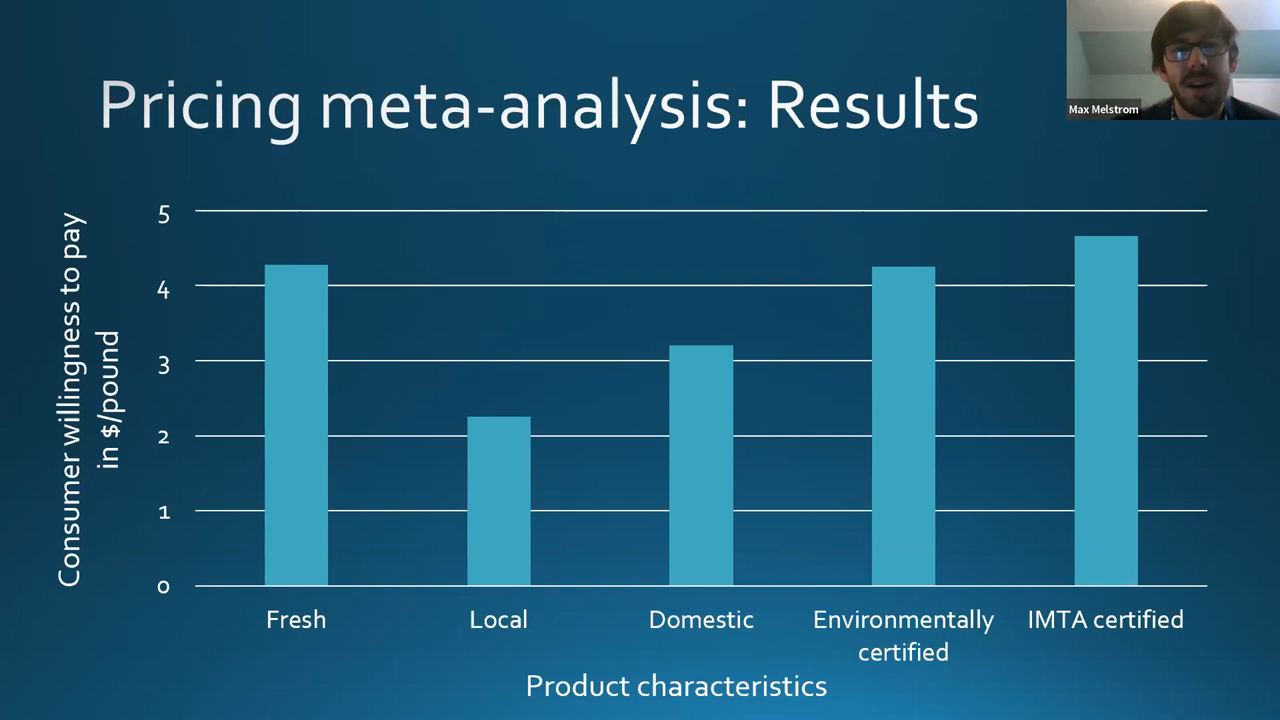 Pricing meta-analysis: Results
Max Melstrom
Consumer willingness to pay
in $/pound
5
4
3
2
1
0
Fresh
Local
Domestic
Environmentally
certified
IMTA certified
Product characteristics